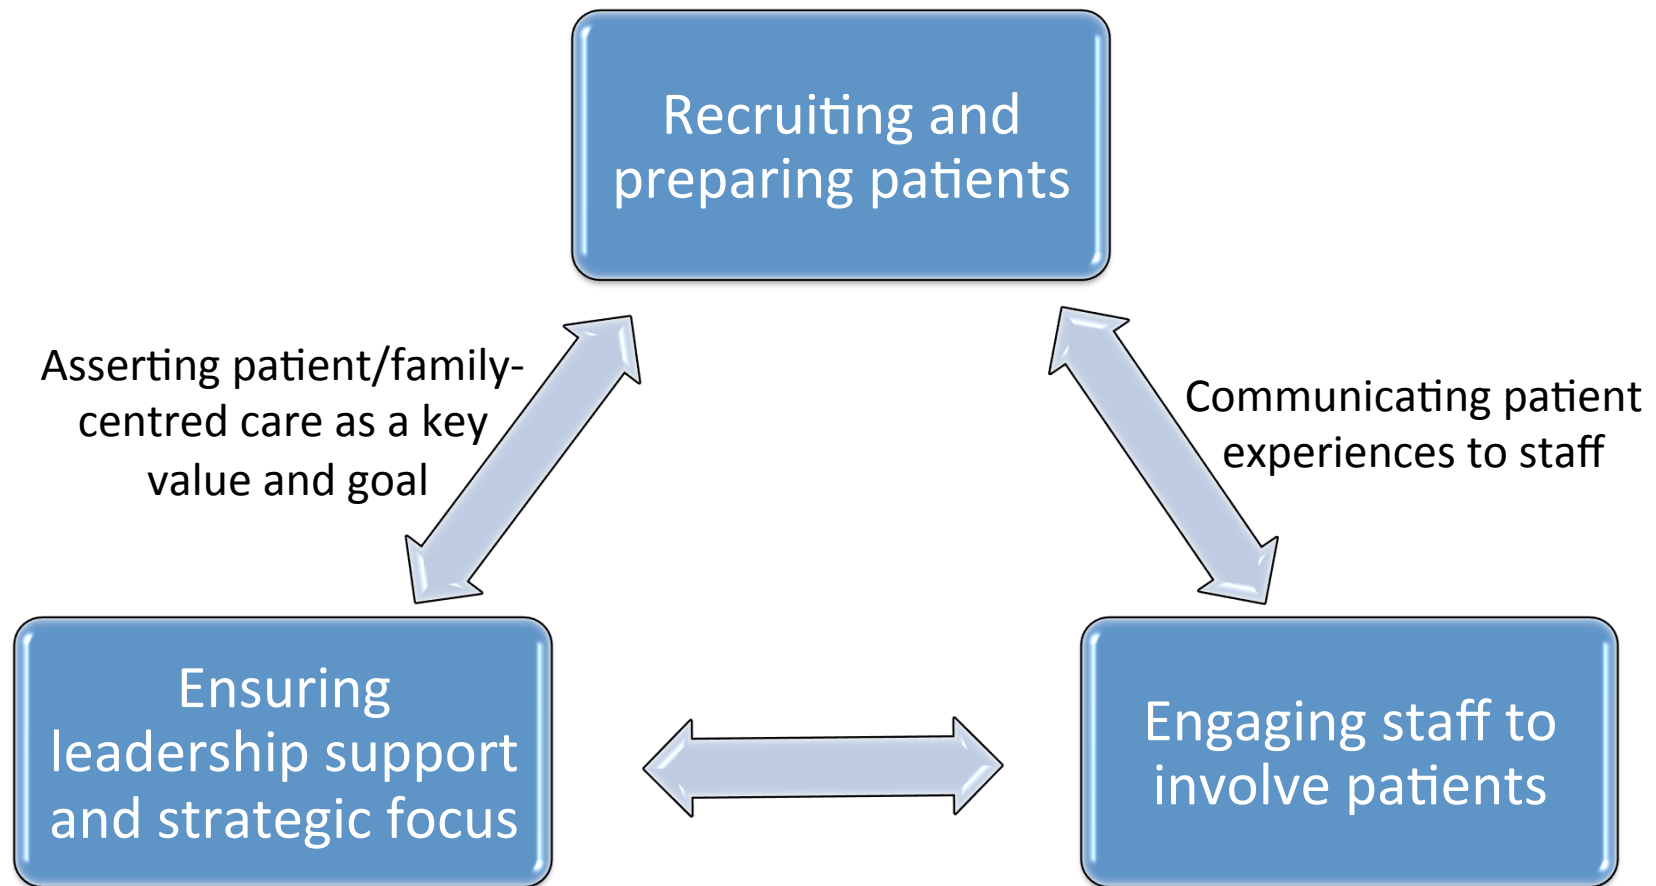 Recruiting and
preparing patients
Asserting patient/family-
centred care as a key
value and goal
Communicating patient
experiences to staff
Ensuring
leadership support
and strategic focus
Engaging staff to
involve patients